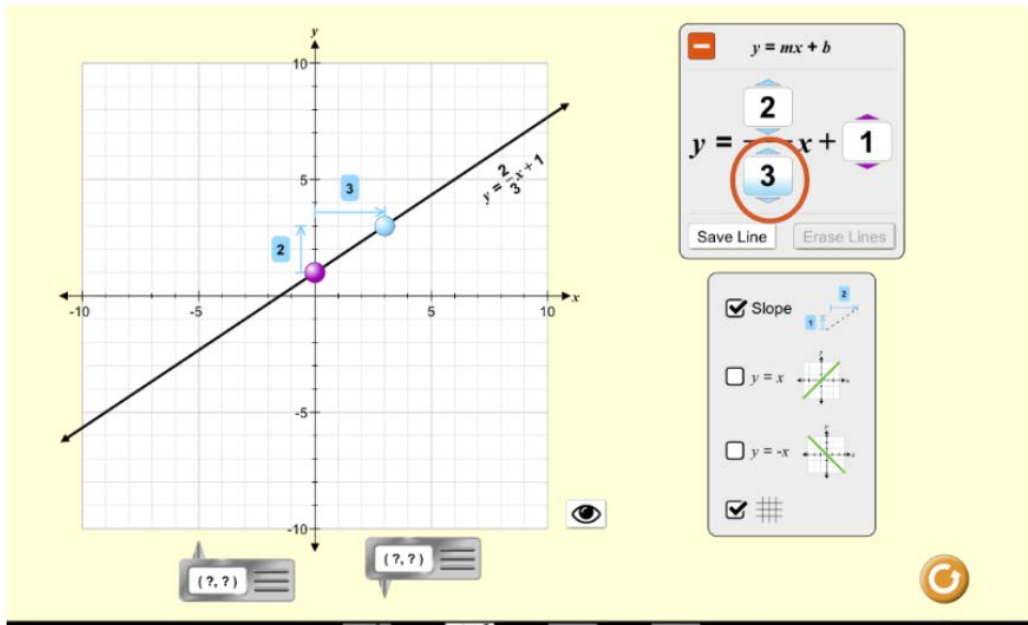 y
10
5
-5
-10
-10
-5
5
10
x
3
2
y = 2/3 x + 1
(?, ?)
(?, ?)
y = mx + b
y = 2/3 x + 1
Save Line
Erase Lines
Slope
2
1
y = x
y = -x